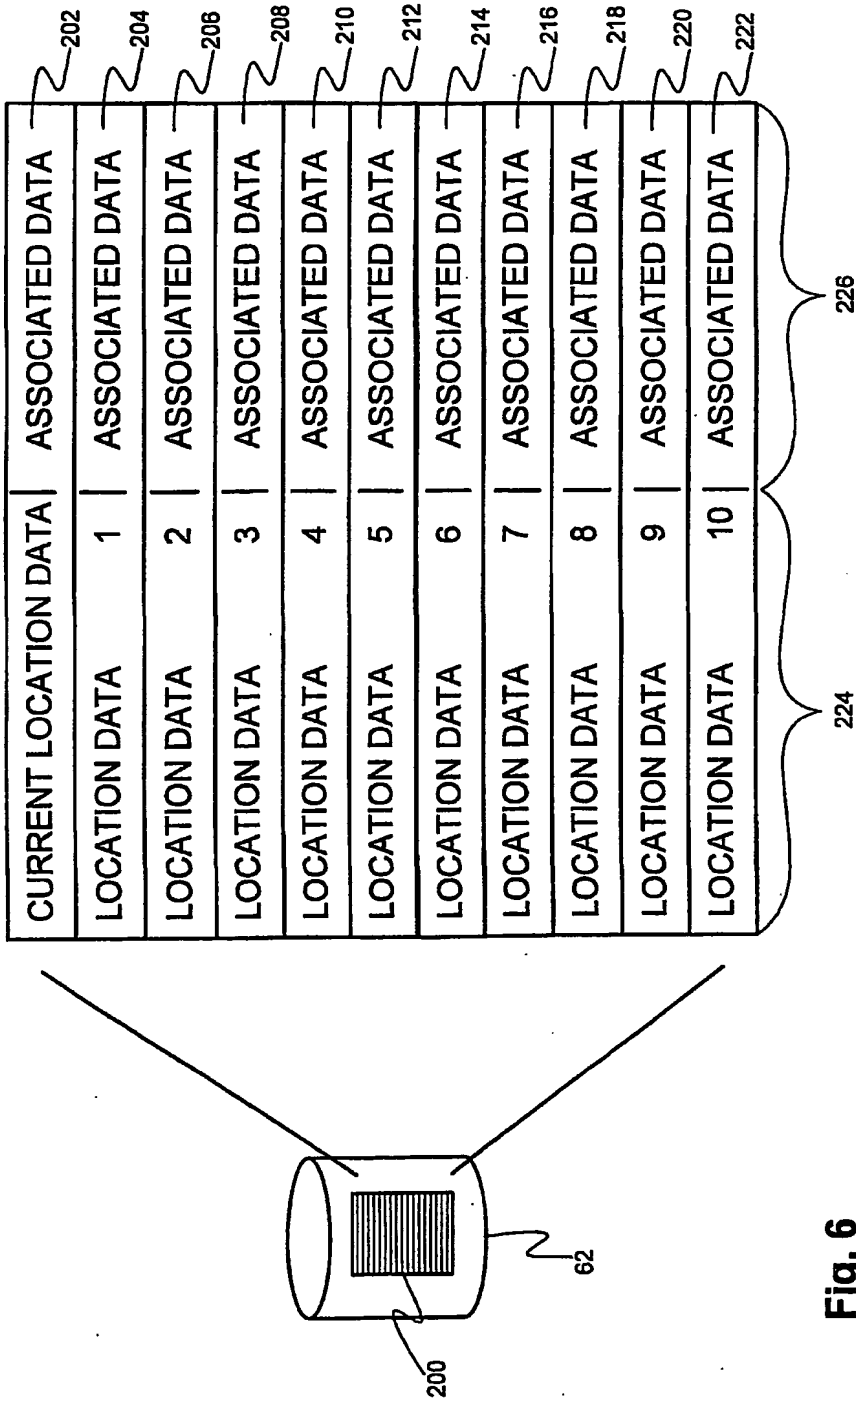 CURRENT LOCATION DATA | ASSOCIATED DATA 202
LOCATION DATA 1 | ASSOCIATED DATA 204
LOCATION DATA 2 | ASSOCIATED DATA 206
LOCATION DATA 3 | ASSOCIATED DATA 208
LOCATION DATA 4 | ASSOCIATED DATA 210
LOCATION DATA 5 | ASSOCIATED DATA 212
LOCATION DATA 6 | ASSOCIATED DATA 214
LOCATION DATA 7 | ASSOCIATED DATA 216
LOCATION DATA 8 | ASSOCIATED DATA 218
LOCATION DATA 9 | ASSOCIATED DATA 220
LOCATION DATA 10 | ASSOCIATED DATA 222
224
226
200
62
Fig. 6